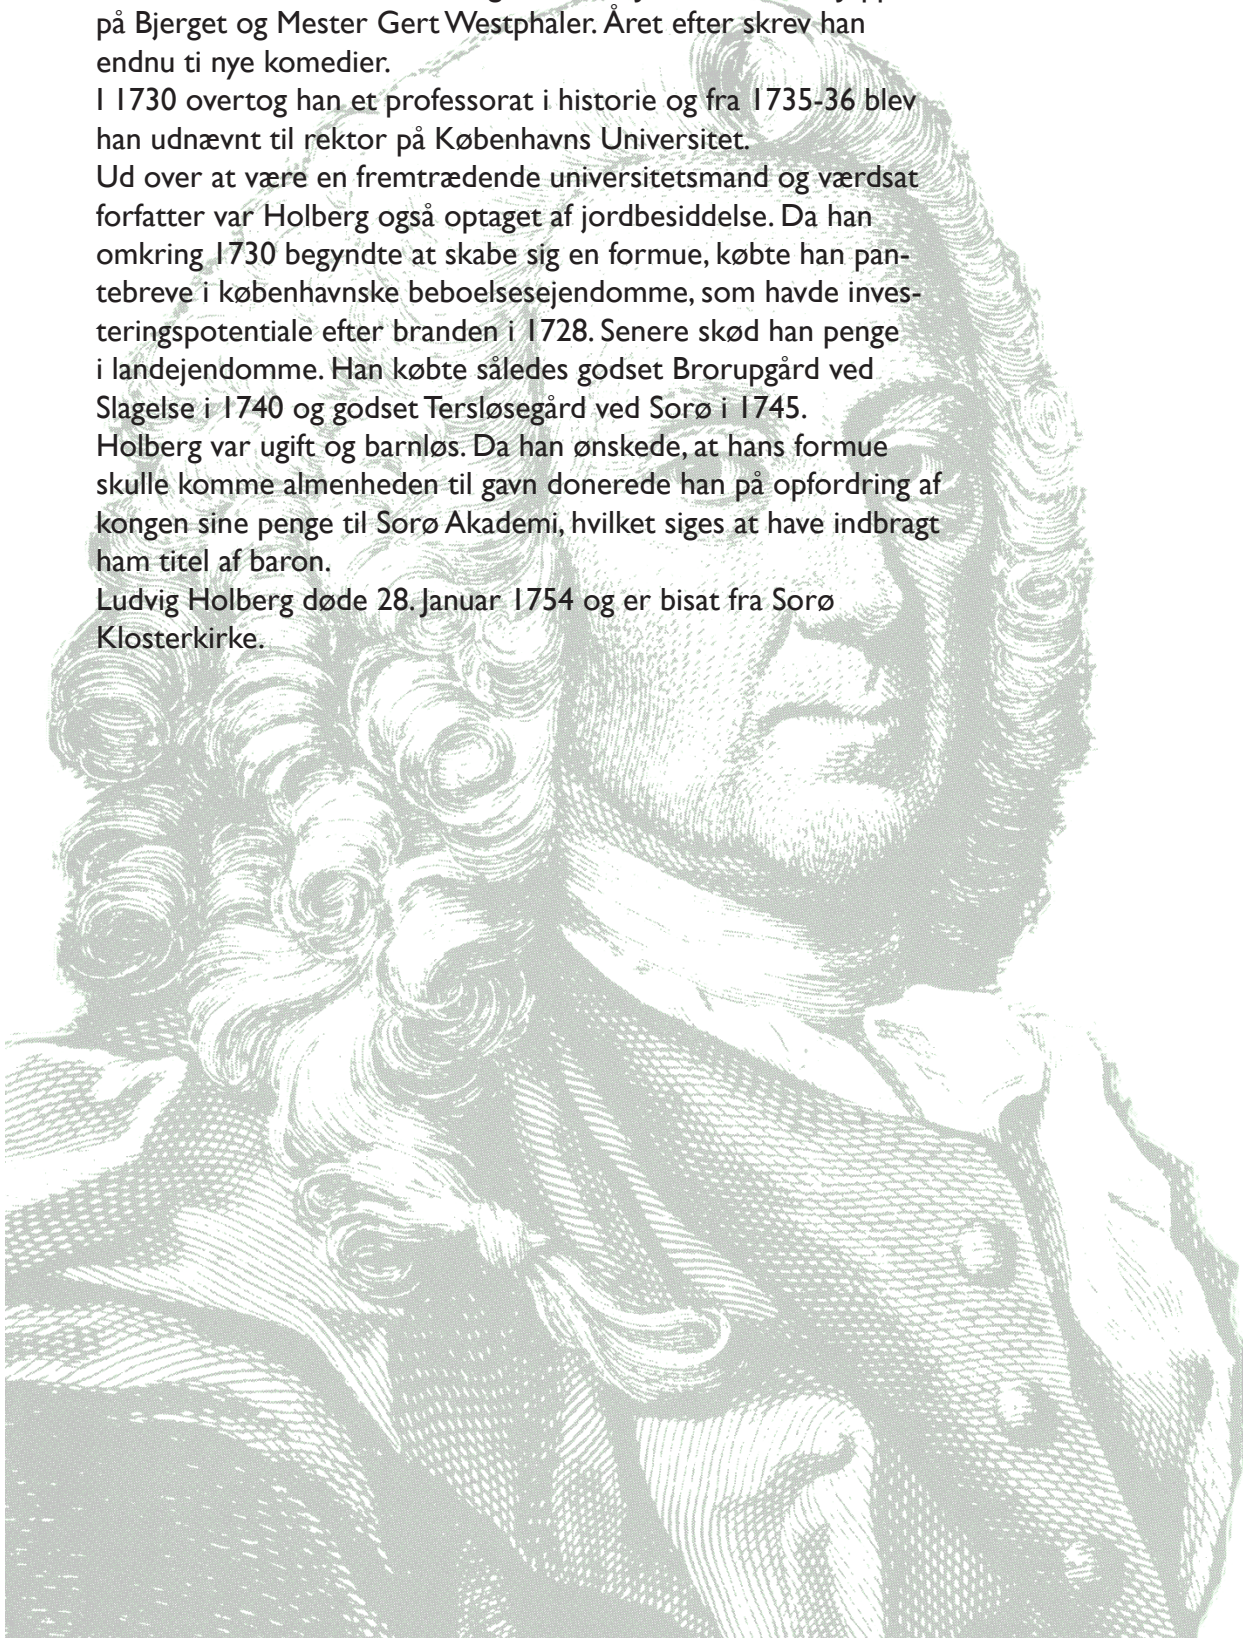 på Bjerget og Mester Gert Westphaler. Året efter skrev han
endnu ti nye komedier.
I 1730 overtog han et professorat i historie og fra 1735-36 blev
han udnævnt til rektor på Københavns Universitet.
Ud over at være en fremtrædende universitetsmand og værdsat
forfatter var Holberg også optaget af jordbesiddelse. Da han
omkring 1730 begyndte at skabe sig en formue, købte han pan-
tebreve i københavnske beboelsesejendomme, som havde inves-
teringspotentiale efter branden i 1728. Senere skød han penge
i landejendomme. Han købte således godset Brorupgård ved
Slagelse i 1740 og godset Tersløsegård ved Sorø i 1745.
Holberg var ugift og barnløs. Da han ønskede, at hans formue
skulle komme almenheden til gavn donerede han på opfordring af
kongen sine penge til Sorø Akademi, hvilket siges at have indbragt
ham titel af baron.
Ludvig Holberg døde 28. Januar 1754 og er bisat fra Sorø
Klosterkirke.